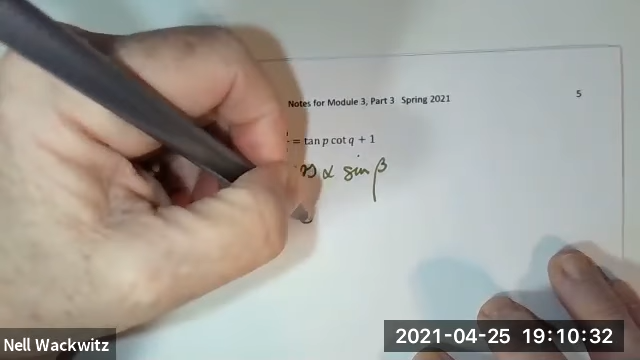 Notes for Module 3, Part 3 Spring 2021 5
= tan p cot q + 1
α sin β
Nell Wackwitz
2021-04-25 19:10:32